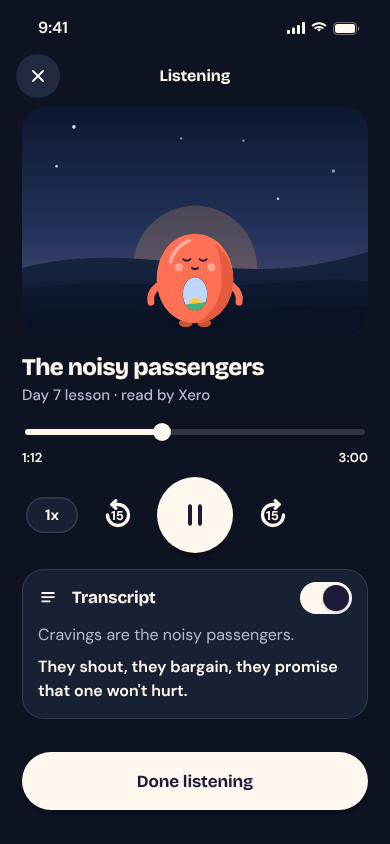 9:41
Listening
The noisy passengers
Day 7 lesson · read by Xero
1:12
3:00
1x
15
15
Transcript
Cravings are the noisy passengers.
They shout, they bargain, they promise
that one won't hurt.
Done listening